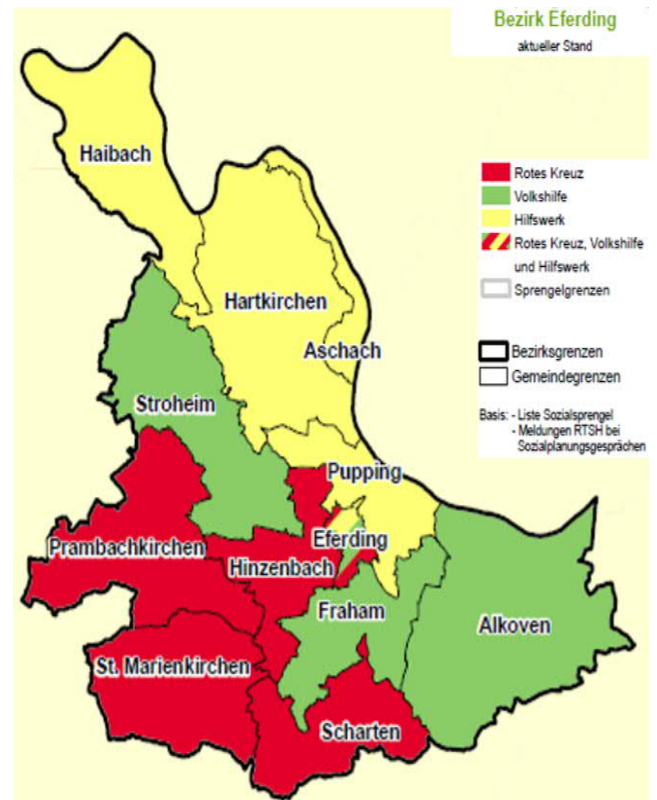 Bezirk Eferding
aktueller Stand
Haibach
Rotes Kreuz
Volkshilfe
Hilfswerk
Rotes Kreuz, Volkshilfe
und Hilfswerk
Sprengelgrenzen
Hartkirchen
Aschach
Bezirksgrenzen
Gemeindegrenzen
Stroheim
Basis: - Liste Sozialsprengel
- Meldungen RTSH bei
Sozialplanungsgesprächen
Pupping
Eferding
Prambachkirchen
Hinzenbach
Fraham
Alkoven
St. Marienkirchen
Scharten